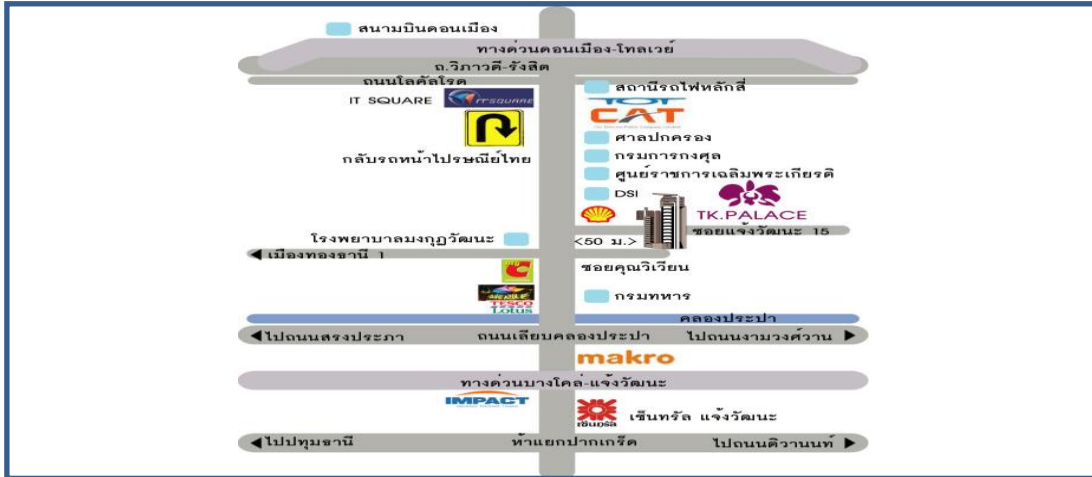 สนามบินดอนเมือง
ทางด่วนดอนเมือง-โทลเวย์
ถ.วิภาวดี-รังสิต
ถนนโลคัลโรด
สถานีรถไฟหลักสี่
IT SQUARE
IT SQUARE
TOT
CAT
ศาลปกครอง
กลับรถหน้าไปรษณีย์ไทย
กรมการกงศุล
ศูนย์ราชการเฉลิมพระเกียรติ
DSI
TK.PALACE
ซอยแจ้งวัฒนะ 15
โรงพยาบาลมงกุฎวัฒนะ
<50 ม.>
เมืองทองธานี 1
ซอยคุณวิเวียน
C
กรมทหาร
TESCO
Lotus
คลองประปา
ไปถนนสรงประภา
ถนนเลียบคลองประปา
ไปถนนงามวงศ์วาน
makro
ทางด่วนบางโคล่-แจ้งวัฒนะ
IMPACT
เซ็นทรัล
เซ็นทรัล แจ้งวัฒนะ
ไปปทุมธานี
ห้าแยกปากเกร็ด
ไปถนนติวานนท์